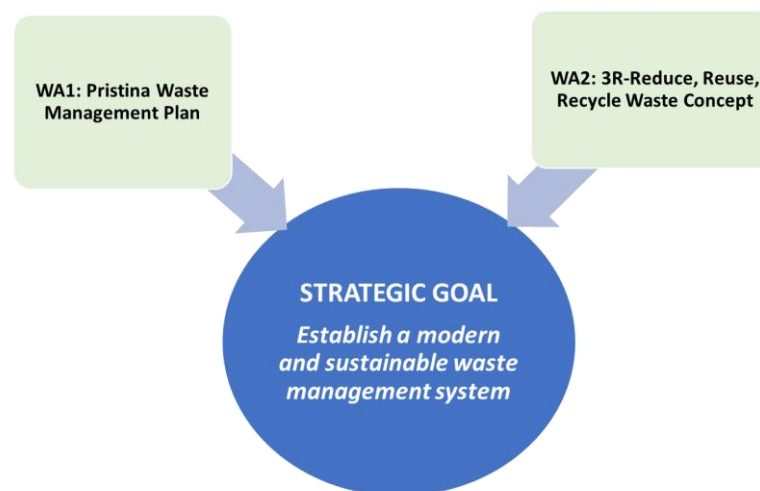 WA1: Pristina Waste
Management Plan
WA2: 3R-Reduce, Reuse,
Recycle Waste Concept
STRATEGIC GOAL
Establish a modern
and sustainable waste
management system